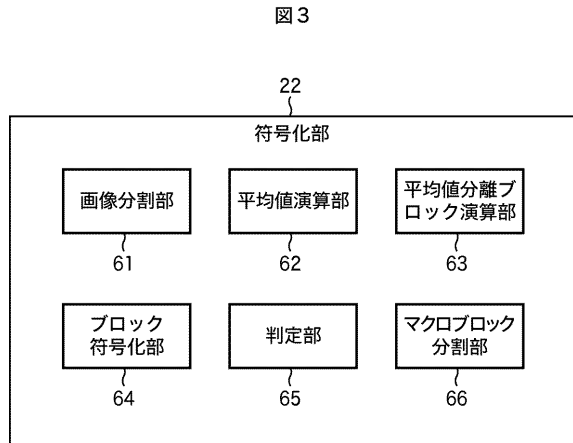 図3
22
符号化部
画像分割部
平均値演算部
平均値分離ブ
ロック演算部
61
62
63
ブロック
符号化部
判定部
マクロブロック
分割部
64
65
66